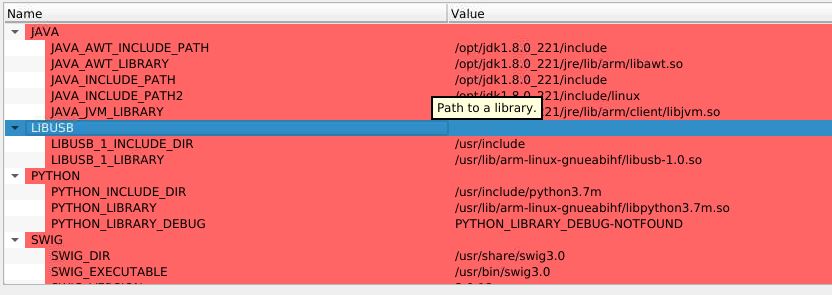 Name Value
JAVA
JAVA_AWT_INCLUDE_PATH /opt/jdk1.8.0_221/include
JAVA_AWT_LIBRARY /opt/jdk1.8.0_221/jre/lib/arm/libawt.so
JAVA_INCLUDE_PATH /opt/jdk1.8.0_221/include
JAVA_INCLUDE_PATH2 /opt/jdk1.8.0_221/include/linux
Path to a library.
JAVA_JVM_LIBRARY 221/jre/lib/arm/client/libjvm.so
LIBUSB
LIBUSB_1_INCLUDE_DIR /usr/include
LIBUSB_1_LIBRARY /usr/lib/arm-linux-gnueabihf/libusb-1.0.so
PYTHON
PYTHON_INCLUDE_DIR /usr/include/python3.7m
PYTHON_LIBRARY /usr/lib/arm-linux-gnueabihf/libpython3.7m.so
PYTHON_LIBRARY_DEBUG PYTHON_LIBRARY_DEBUG-NOTFOUND
SWIG
SWIG_DIR /usr/share/swig3.0
SWIG_EXECUTABLE /usr/bin/swig3.0